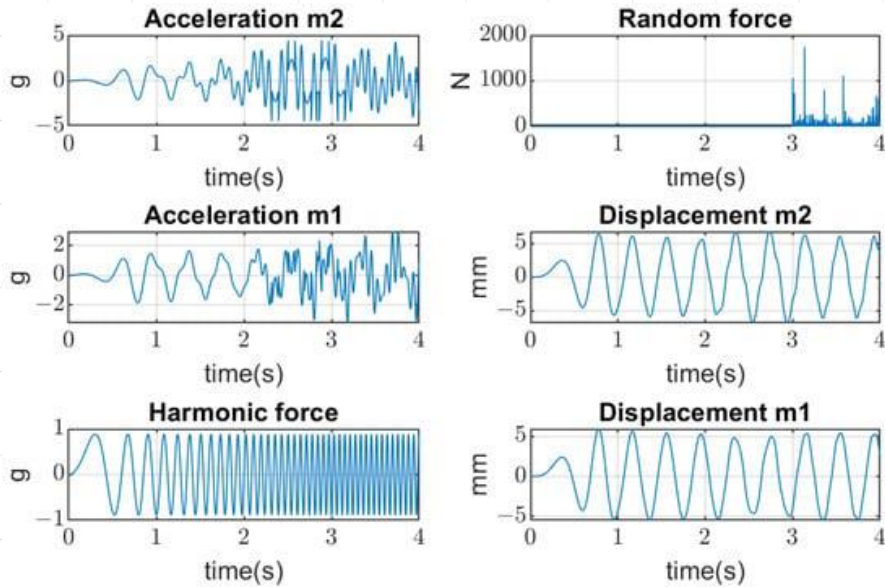 Acceleration m2
5
g
0
−5
0 1 2 3 4
time(s)
Random force
2000
N
1000
0
0 1 2 3 4
time(s)
Acceleration m1
2
g
0
−2
0 1 2 3 4
time(s)
Displacement m2
5
mm
0
−5
0 1 2 3 4
time(s)
Harmonic force
1
g
0
−1
0 1 2 3 4
time(s)
Displacement m1
5
mm
0
−5
0 1 2 3 4
time(s)